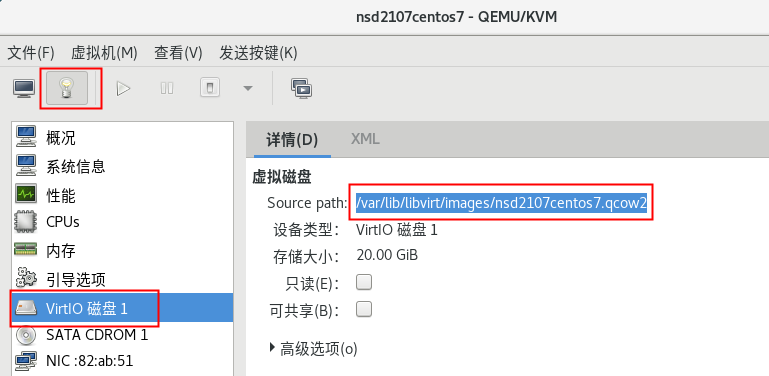 nsd2107centos7 - QEMU/KVM
文件(F) 虚拟机(M) 查看(V) 发送按键(K)
概况
系统信息
性能
CPUs
内存
引导选项
VirtIO 磁盘 1
SATA CDROM 1
NIC :82:ab:51
详情(D) XML
虚拟磁盘
Source path: /var/lib/libvirt/images/nsd2107centos7.qcow2
设备类型: VirtIO 磁盘 1
存储大小: 20.00 GiB
只读(E):
可共享(B):
高级选项(o)